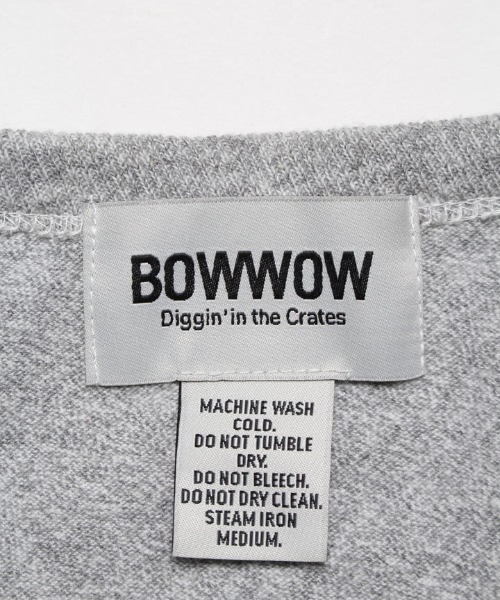 BOWWOW
Diggin' in the Crates
MACHINE WASH
COLD.
DO NOT TUMBLE
DRY.
DO NOT BLEECH.
DO NOT DRY CLEAN.
STEAM IRON
MEDIUM.